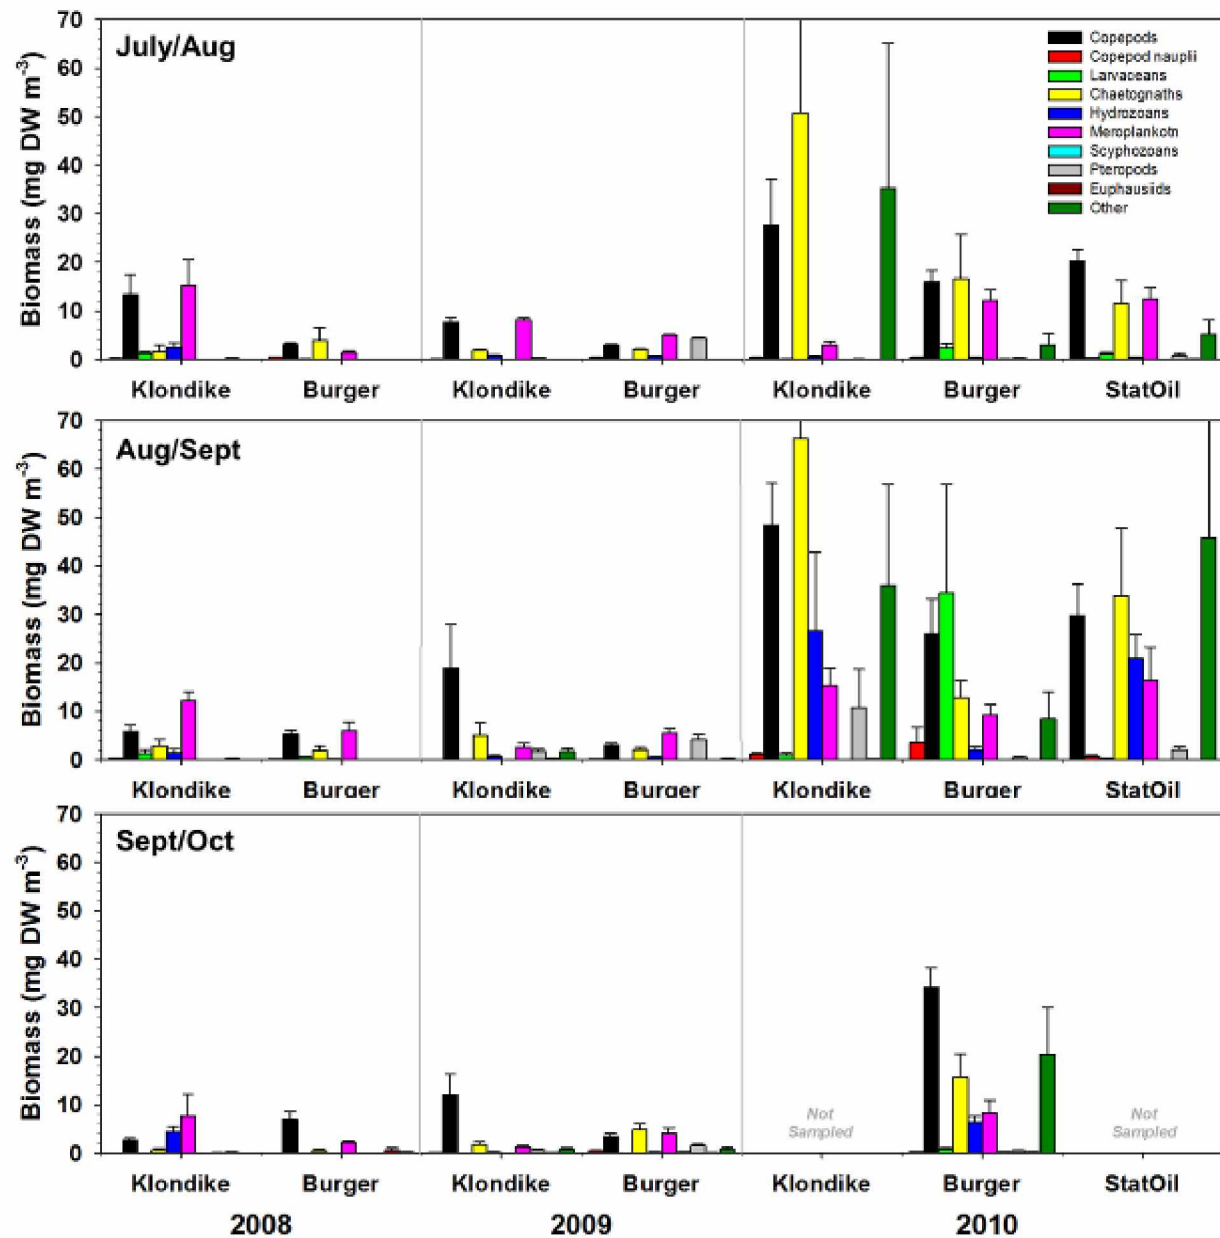 July/Aug
Biomass (mg DW m-3)
70
60
50
40
30
20
10
0
Copepods
Copepod nauplii
Larvaceans
Chaetognaths
Hydrozoans
Meroplankotn
Scyphozoans
Pteropods
Euphausiids
Other
Klondike Burger Klondike Burger Klondike Burger StatOil
Aug/Sept
Biomass (mg DW m-3)
70
60
50
40
30
20
10
0
Klondike Burger Klondike Burger Klondike Burger StatOil
Sept/Oct
Biomass (mg DW m-3)
70
60
50
40
30
20
10
0
Not
Sampled
Not
Sampled
Klondike Burger Klondike Burger Klondike Burger StatOil
2008 2009 2010